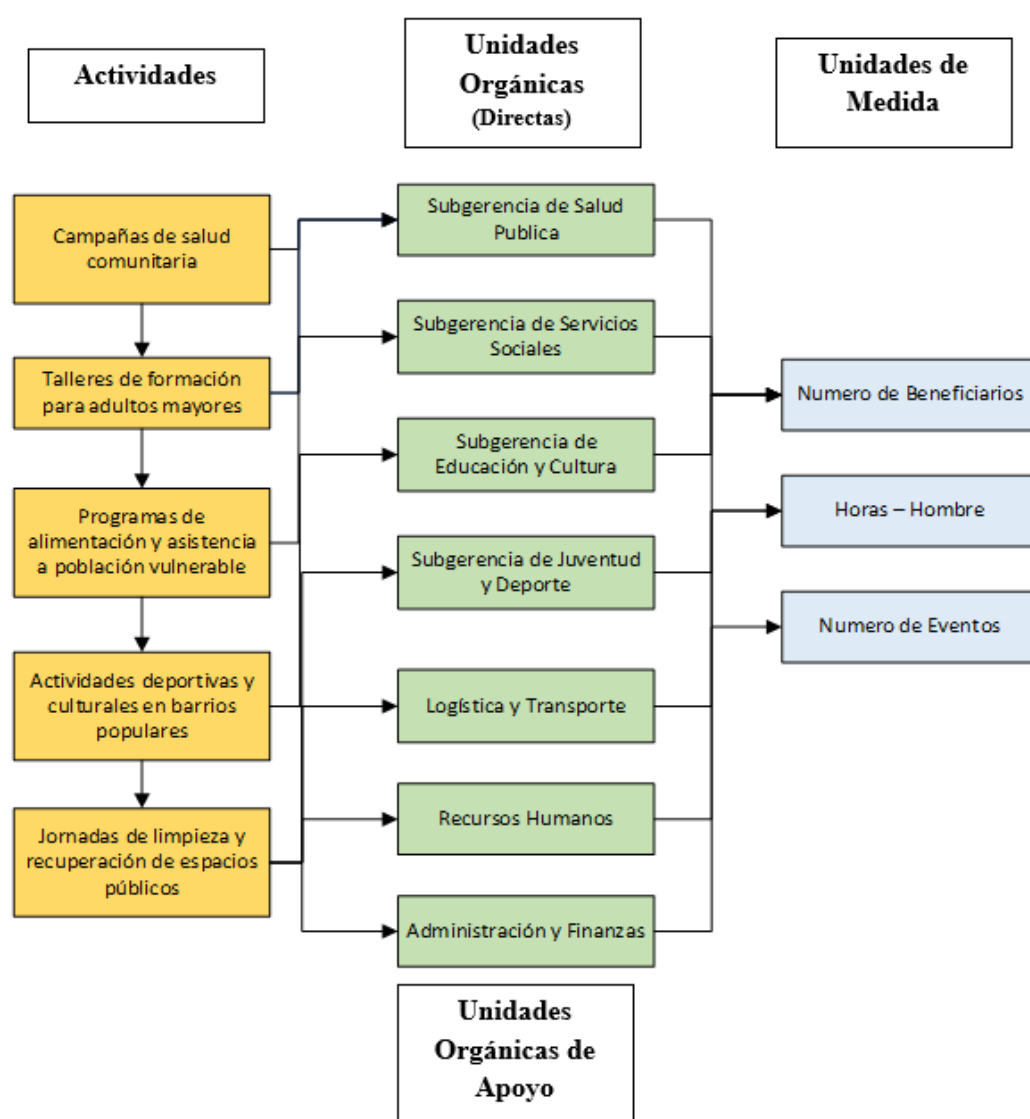 Actividades
Unidades
Orgánicas
(Directas)
Unidades de
Medida
Campañas de salud
comunitaria
Talleres de formación
para adultos mayores
Programas de
alimentación y asistencia
a población vulnerable
Actividades deportivas y
culturales en barrios
populares
Jornadas de limpieza y
recuperación de espacios
públicos
Subgerencia de Salud
Publica
Subgerencia de Servicios
Sociales
Subgerencia de
Educación y Cultura
Subgerencia de Juventud
y Deporte
Logística y Transporte
Recursos Humanos
Administración y Finanzas
Unidades
Orgánicas de
Apoyo
Numero de Beneficiarios
Horas – Hombre
Numero de Eventos